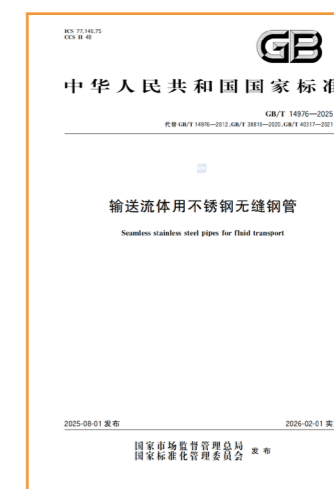 ICS 77.140.75
CCS H 48
GB
中华人民共和国国家标准
GB/T 14976—2025
代替 GB/T 14976—2012,GB/T 38810—2020,GB/T 40317—2021
输送流体用不锈钢无缝钢管
Seamless stainless steel pipes for fluid transport
2025-08-01 发布
2026-02-01 实
国家市场监督管理总局
国家标准化管理委员会
发布